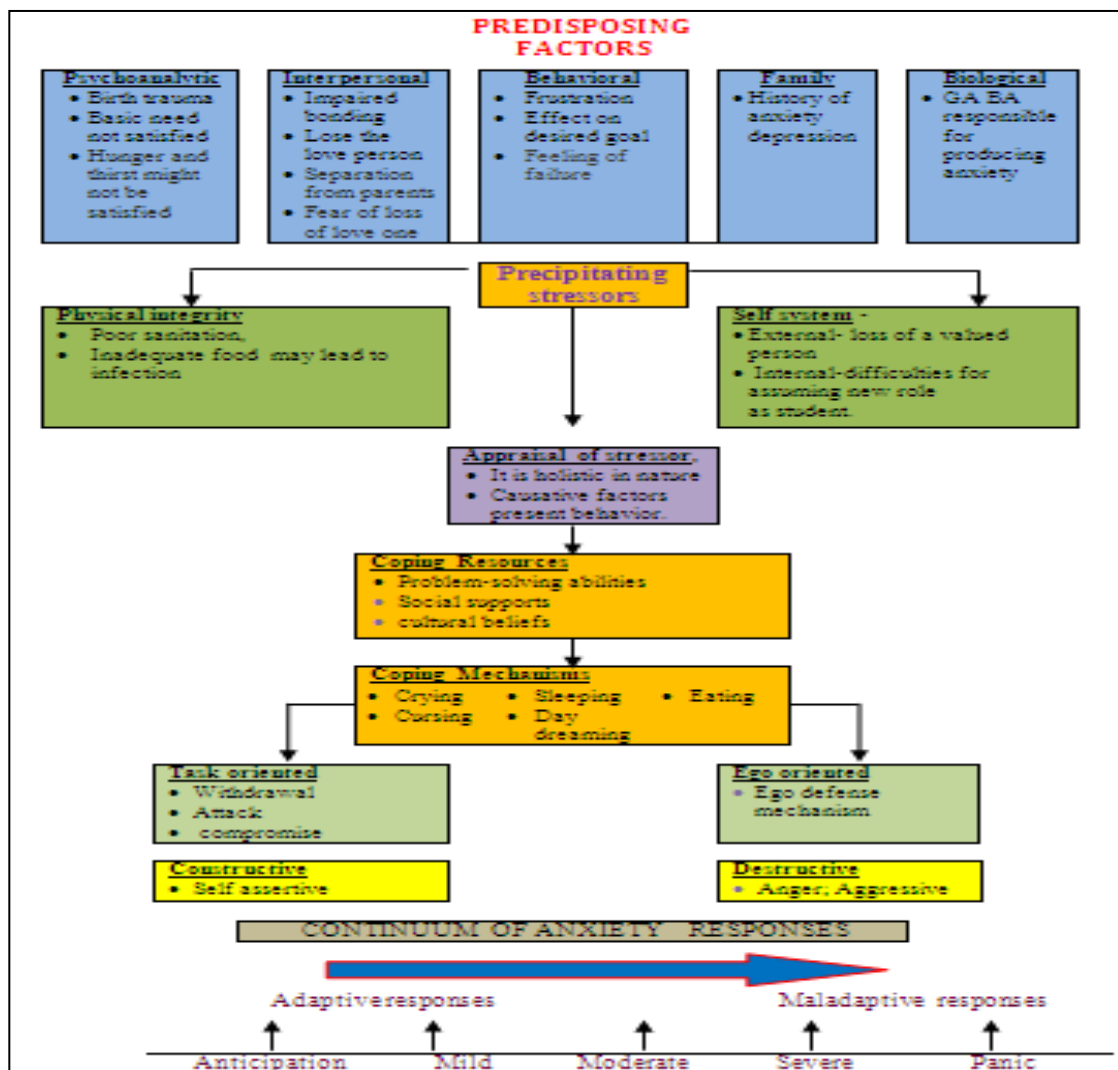 PREDISPOSING
FACTORS
Psychoanalytic
• Birth trauma
• Basic need
not satisfied
• Hunger and
thirst might
not be
satisfied
Interpersonal
• Impaired
bonding
• Lose the
love person
• Separation
from parents
• Fear of loss
of love one
Behavioral
• Frustration
• Effect on
desired goal
• Feeling of
failure
Family
• History of
anxiety
depression
Biological
• GA BA
responsible
for
producing
anxiety
Precipitating
stressors
Physical integrity
• Poor sanitation,
• Inadequate food may lead to
infection
Self system -
• External- loss of a valued
person
• Internal-difficulties for
assuming new role
as student.
Appraisal of stressor,
• It is holistic in nature
• Causative factors
present behavior.
Coping Resources
• Problem-solving abilities
• Social supports
• cultural beliefs
Coping Mechanisms
• Crying • Sleeping • Eating
• Cursing • Day
dreaming
Task oriented
• Withdrawal
• Attack
• compromise
Ego oriented
• Ego defense
mechanism
Constructive
• Self assertive
Destructive
• Anger; Aggressive
CONTINUUM OF ANXIETY RESPONSES
Adaptive responses Maladaptive responses
Anticipation Mild Moderate Severe Panic